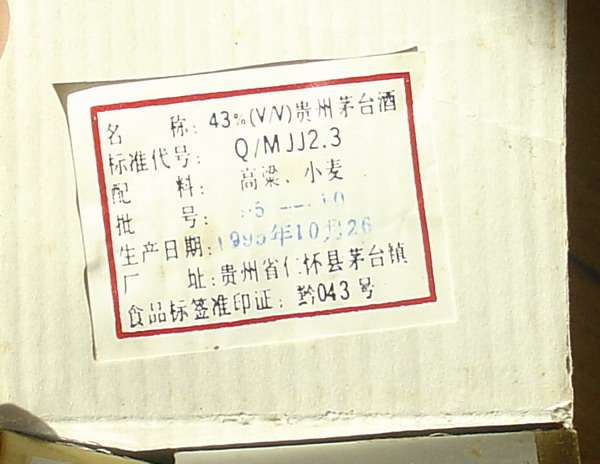 名 称: 43%(V/V)贵州茅台酒
标准代号: Q/MJJ2.3
配 料: 高粱、小麦
批 号: 10
生产日期: 1995年10月26
厂 址: 贵州省仁怀县茅台镇
食品标签准印证: 黔043号